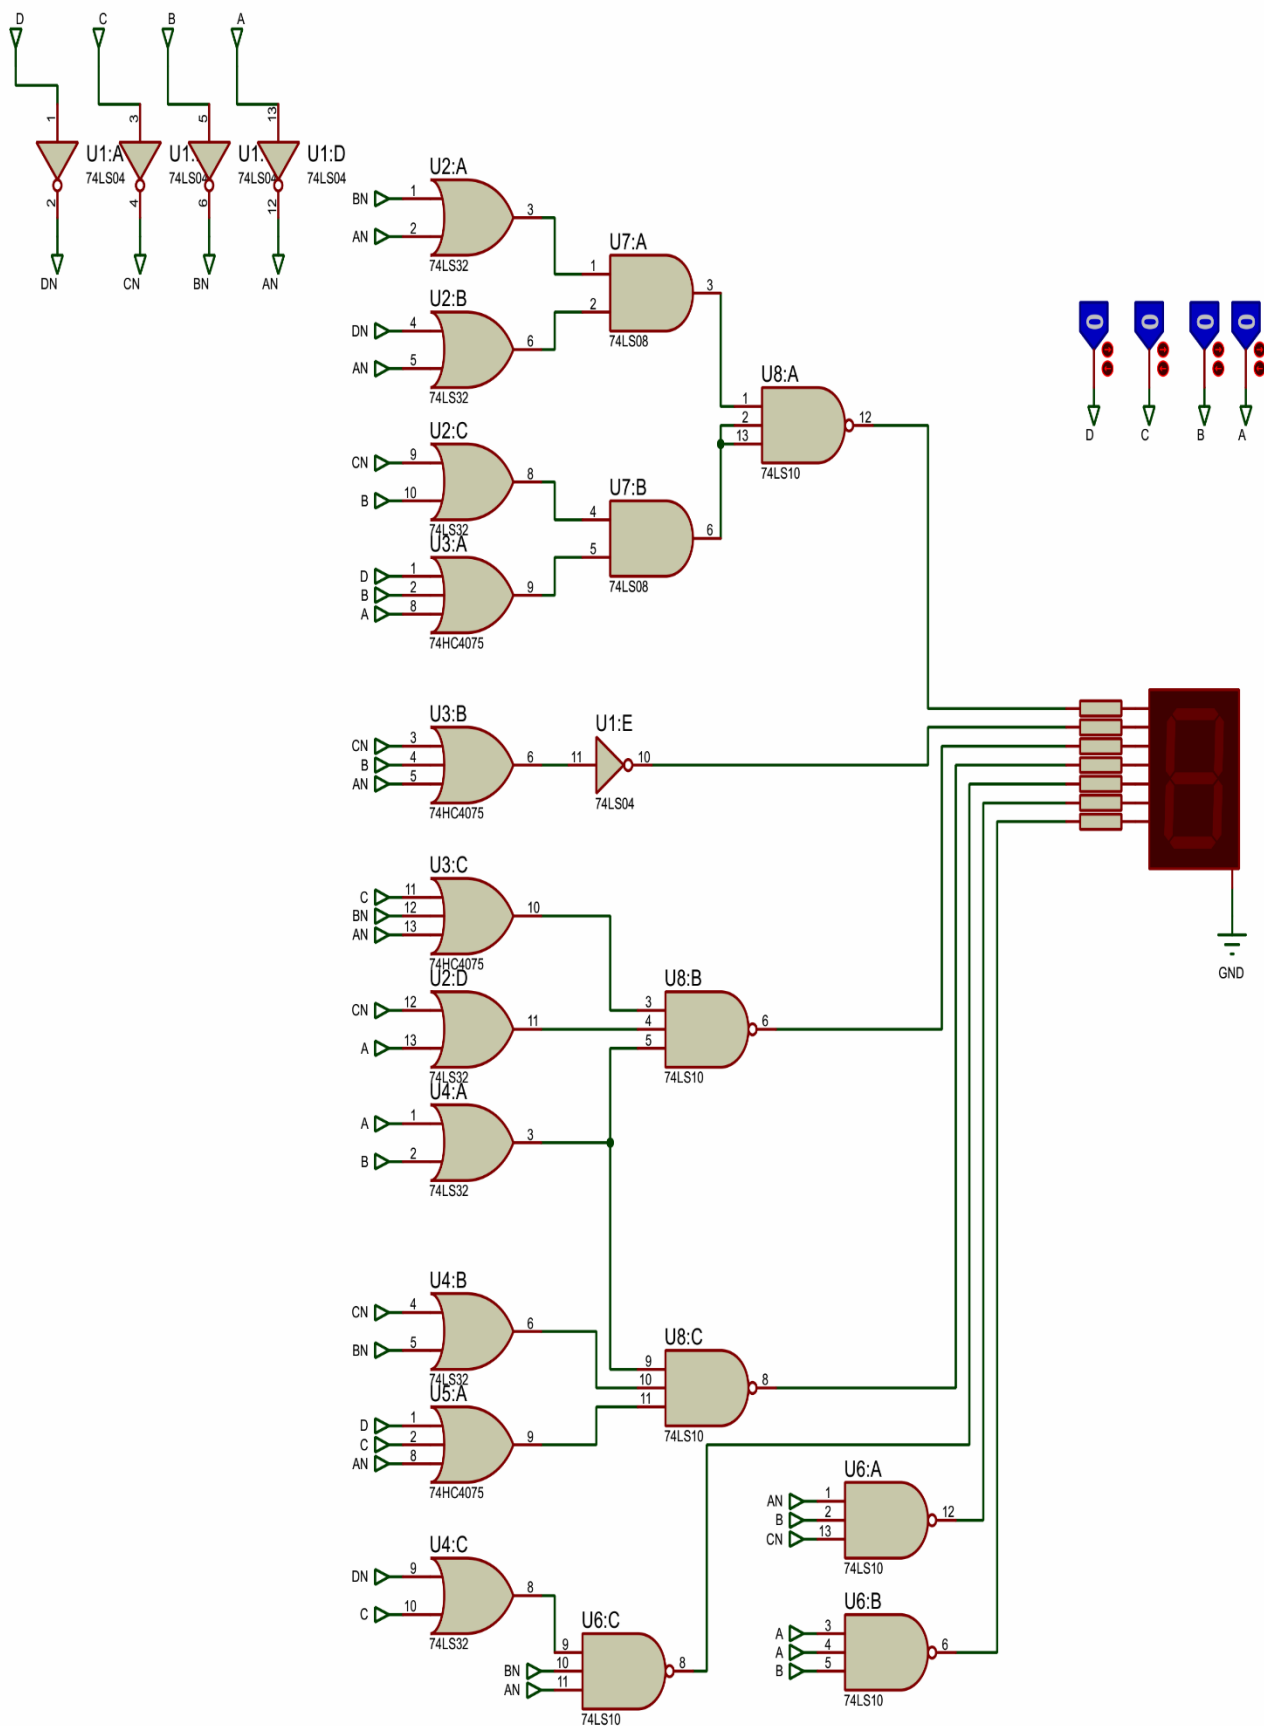 D C B A
1 3 5 13
U1:A U1: U1: U1:D
74LS04 74LS04 74LS04 74LS04
2 4 6 12
DN CN BN AN
U2:A
BN 1 3
AN 2
74LS32
U7:A
1 3
2
74LS08
U2:B
DN 4 6
AN 5
74LS32
0 0 0 0
D C B A
U8:A
1 12
2
13
74LS10
U2:C
CN 9 8
B 10
74LS32
U7:B
4 6
5
74LS08
U3:A
D 1 9
B 2
A 8
74HC4075
U3:B
CN 3 6
B 4
AN 5
74HC4075
U1:E
11 10
74LS04
U3:C
C 11 10
BN 12
AN 13
74HC4075
GND
U2:D
CN 12 11
A 13
74LS32
U8:B
3 6
4
5
74LS10
U4:A
A 1 3
B 2
74LS32
U4:B
CN 4 6
BN 5
74LS32
U8:C
9 8
10
11
74LS10
U5:A
D 1 9
C 2
AN 8
74HC4075
U6:A
AN 1 12
B 2
CN 13
74LS10
U4:C
DN 9 8
C 10
74LS32
U6:C
9 8
BN 10
AN 11
74LS10
U6:B
A 3 6
A 4
B 5
74LS10